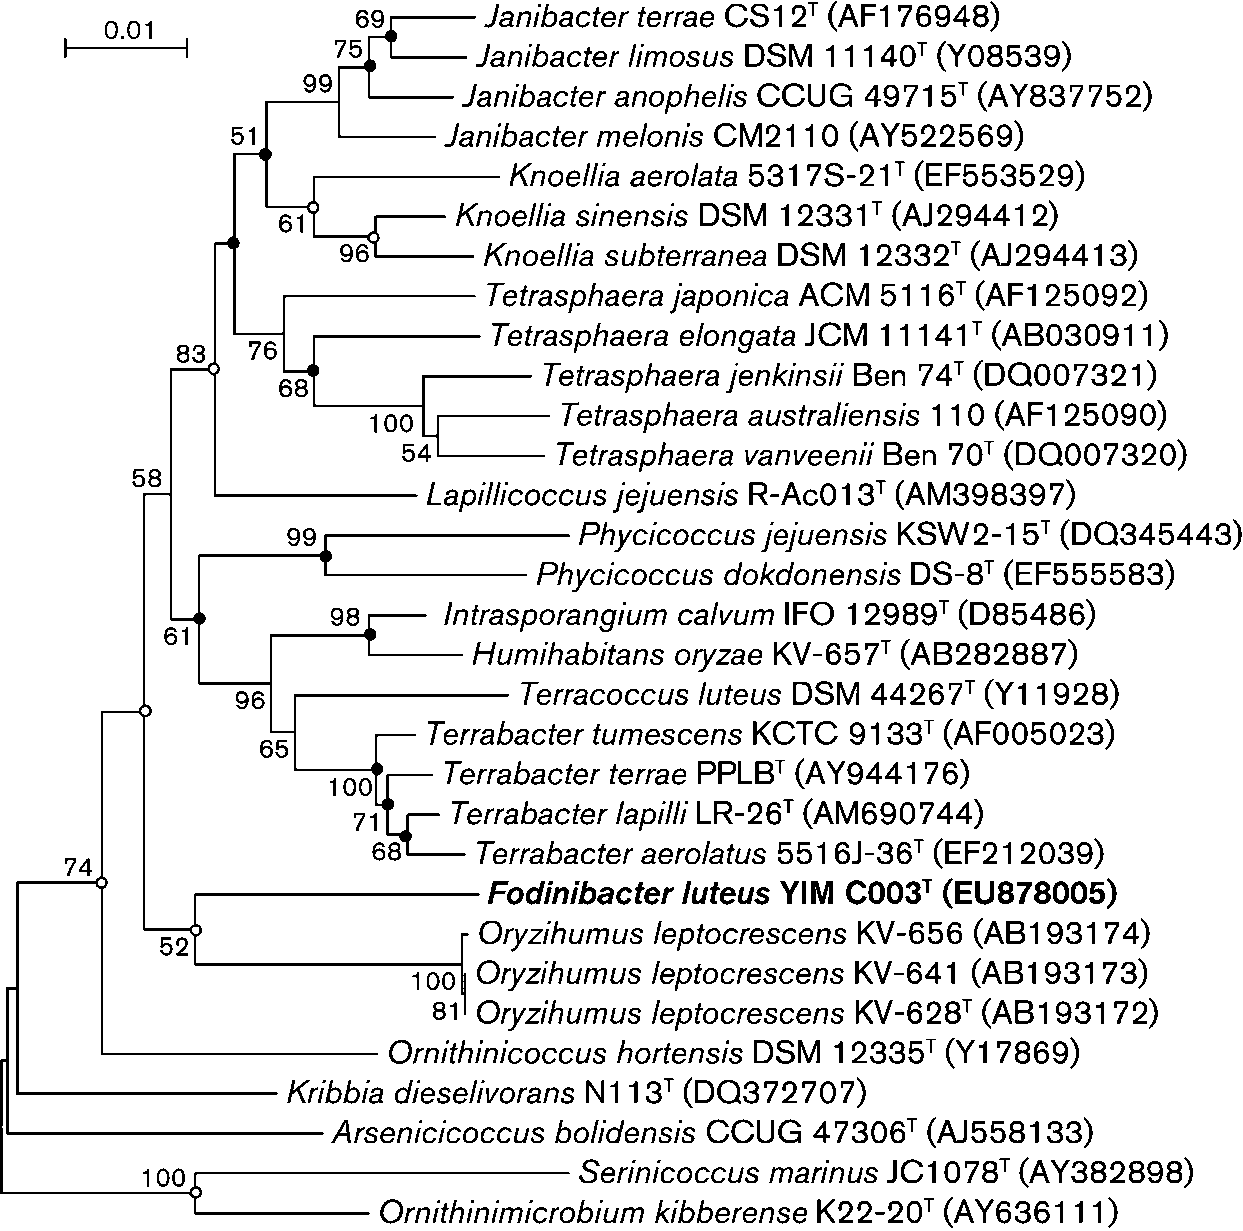 0.01
69
Janibacter terrae CS12ᵀ (AF176948)
75
Janibacter limosus DSM 11140ᵀ (Y08539)
99
Janibacter anophelis CCUG 49715ᵀ (AY837752)
51
Janibacter melonis CM2110 (AY522569)
Knoellia aerolata 5317S-21ᵀ (EF553529)
61
Knoellia sinensis DSM 12331ᵀ (AJ294412)
96
Knoellia subterranea DSM 12332ᵀ (AJ294413)
Tetrasphaera japonica ACM 5116ᵀ (AF125092)
76
Tetrasphaera elongata JCM 11141ᵀ (AB030911)
83
68
Tetrasphaera jenkinsii Ben 74ᵀ (DQ007321)
100
Tetrasphaera australiensis 110 (AF125090)
54
Tetrasphaera vanveenii Ben 70ᵀ (DQ007320)
58
Lapillicoccus jejuensis R-Ac013ᵀ (AM398397)
99
Phycicoccus jejuensis KSW2-15ᵀ (DQ345443)
Phycicoccus dokdonensis DS-8ᵀ (EF555583)
61
98
Intrasporangium calvum IFO 12989ᵀ (D85486)
Humihabitans oryzae KV-657ᵀ (AB282887)
96
Terracoccus luteus DSM 44267ᵀ (Y11928)
65
Terrabacter tumescens KCTC 9133ᵀ (AF005023)
100
Terrabacter terrae PPLBᵀ (AY944176)
71
Terrabacter lapilli LR-26ᵀ (AM690744)
68
Terrabacter aerolatus 5516J-36ᵀ (EF212039)
74
Fodinibacter luteus YIM C003ᵀ (EU878005)
52
Oryzihumus leptocrescens KV-656 (AB193174)
100
Oryzihumus leptocrescens KV-641 (AB193173)
81
Oryzihumus leptocrescens KV-628ᵀ (AB193172)
Ornithinicoccus hortensis DSM 12335ᵀ (Y17869)
Kribbia dieselivorans N113ᵀ (DQ372707)
Arsenicicoccus bolidensis CCUG 47306ᵀ (AJ558133)
100
Serinicoccus marinus JC1078ᵀ (AY382898)
Ornithinimicrobium kibberense K22-20ᵀ (AY636111)